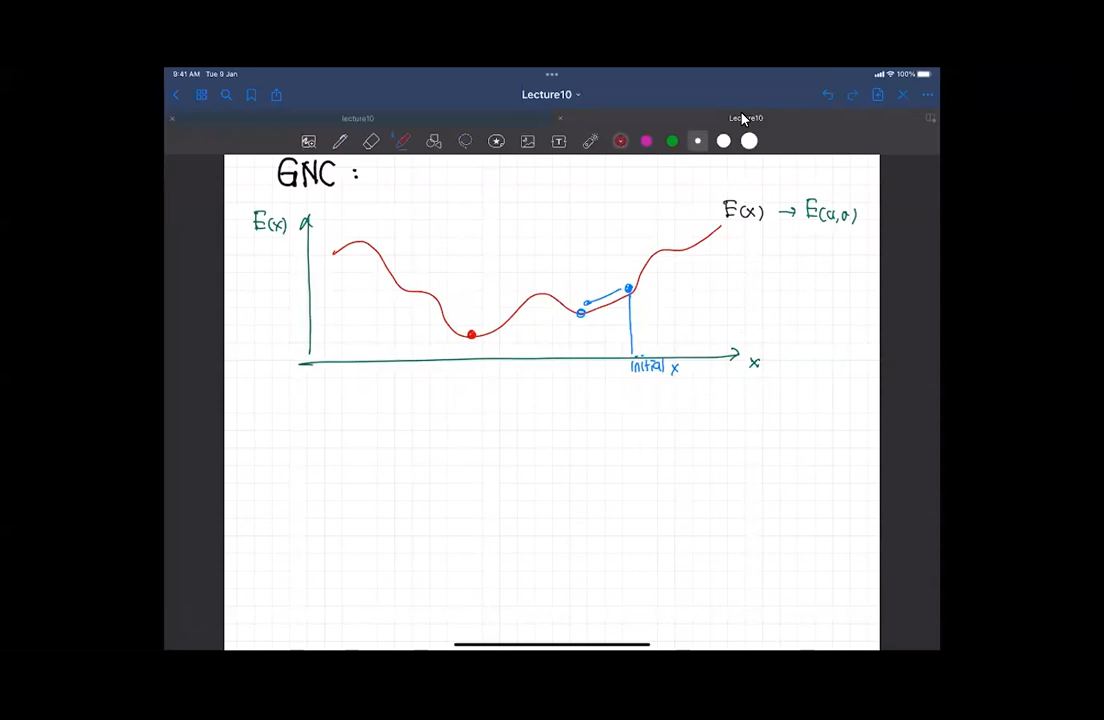 9:41 AM Tue 9 Jan
100%
Lecture10
lecture10
Lecture10
GNC :
E(x)
E(x) → E(u,σ)
initial x
x